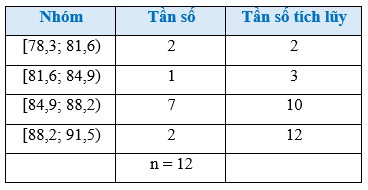 Nhóm Tần số Tần số tích lũy
[78,3; 81,6) 2 2
[81,6; 84,9) 1 3
[84,9; 88,2) 7 10
[88,2; 91,5) 2 12
n = 12